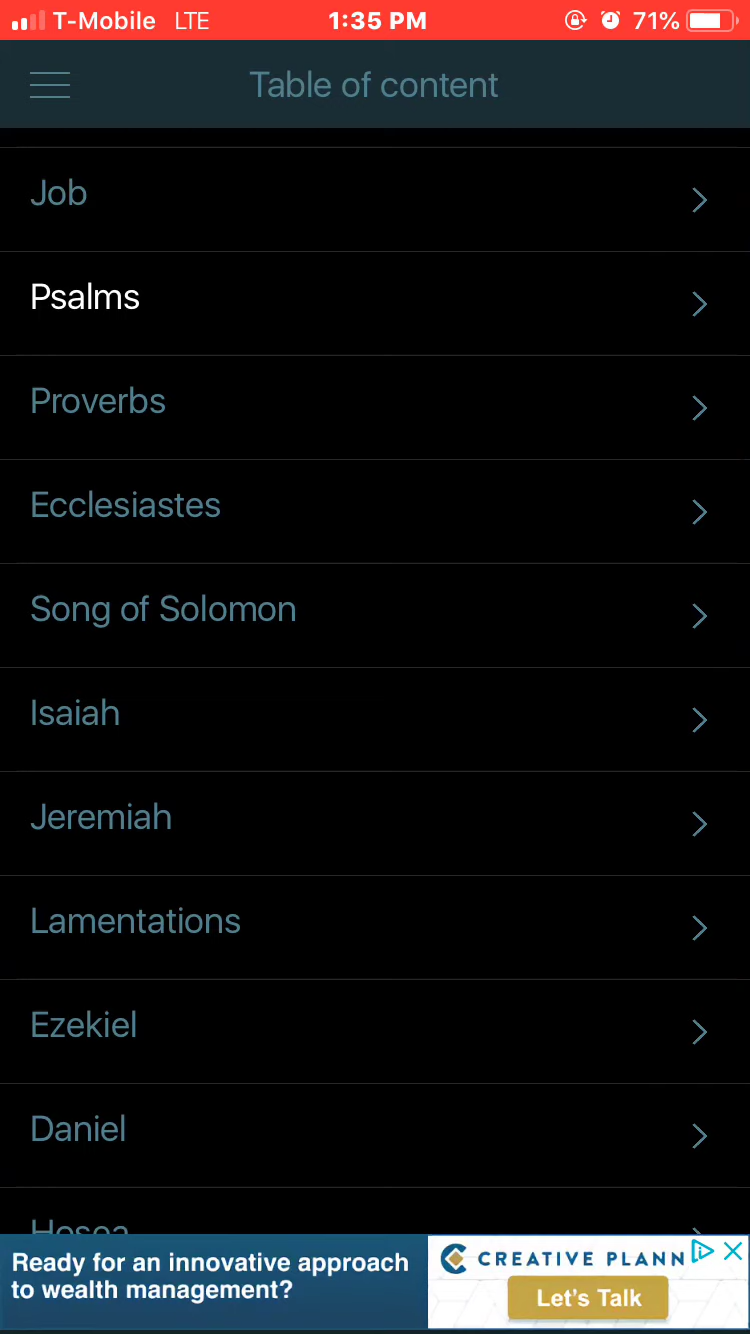 T-Mobile LTE 1:35 PM 71%
Table of content
Job
Psalms
Proverbs
Ecclesiastes
Song of Solomon
Isaiah
Jeremiah
Lamentations
Ezekiel
Daniel
Hosea
Ready for an innovative approach
to wealth management?
CREATIVE PLANN
Let's Talk